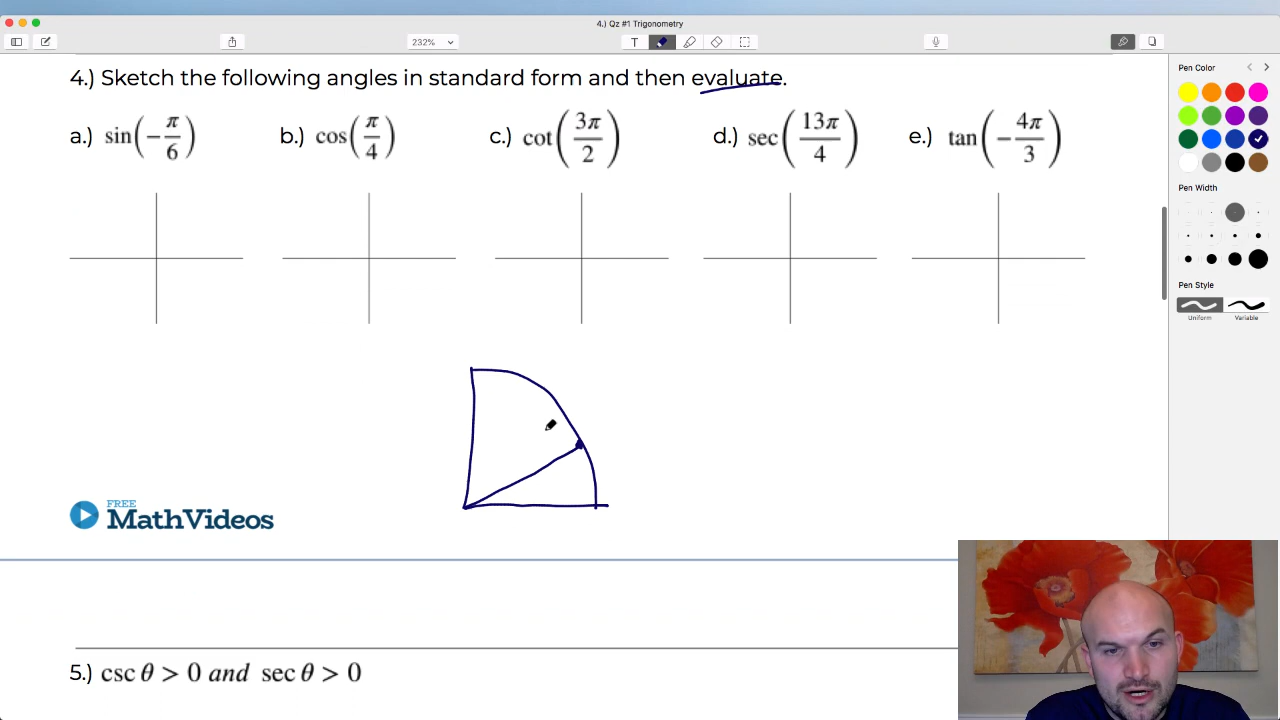 4.) Qz #1 Trigonometry
232%
T
Pen Color
4.) Sketch the following angles in standard form and then evaluate.
a.) sin(-π/6) b.) cos(π/4) c.) cot(3π/2) d.) sec(13π/4) e.) tan(-4π/3)
Pen Width
Pen Style
Uniform Variable
FREE
MathVideos
5.) csc θ > 0 and sec θ > 0